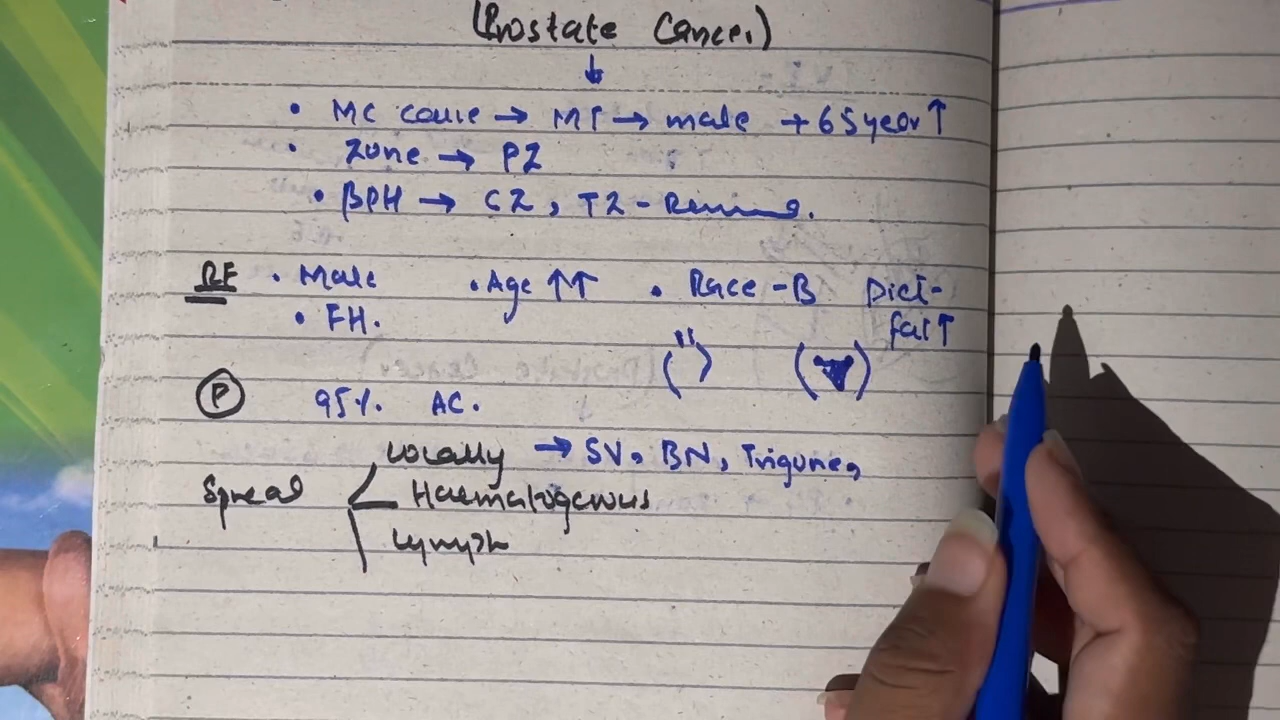 (Prostate Cancer)
↓
• MC cause → MT → male + 65 year ↑
• Zone → PZ
• BPH → CZ, TZ -
RF • Male • Age ↑↑ • Race - B Diet-
• FH. fat ↑
(P) 95%. AC.
Locally → SV, BN, Trigone,
Spread Haematogenous
Lymph